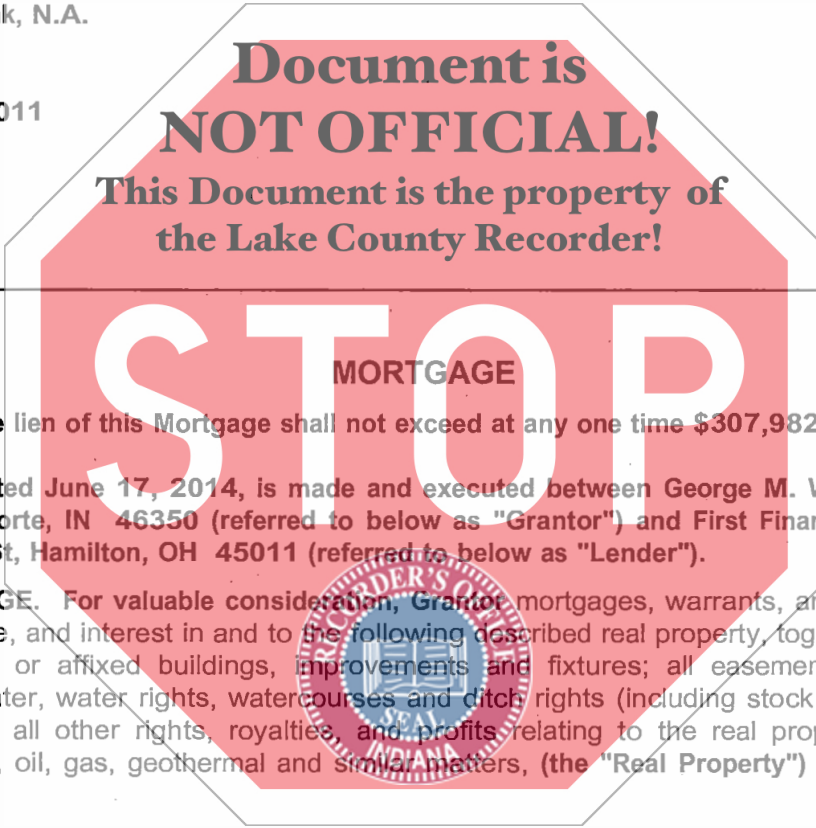 k, N.A.
Document is
NOT OFFICIAL!
011
This Document is the property of
the Lake County Recorder!
STOP
MORTGAGE
lien of this Mortgage shall not exceed at any one time $307,982
ted June 17, 2014, is made and executed between George M. W
orte, IN 46350 (referred to below as "Grantor") and First Finan
St, Hamilton, OH 45011 (referred to below as "Lender").
GE. For valuable consideration, Grantor mortgages, warrants, an
e, and interest in and to the following described real property, tog
or affixed buildings, improvements and fixtures; all easemen
ter, water rights, watercourses and ditch rights (including stock
all other rights, royalties, and profits relating to the real prop
oil, gas, geothermal and similar matters, (the "Real Property")
RECORDER'S OFFICE
SEAL
INDIANA